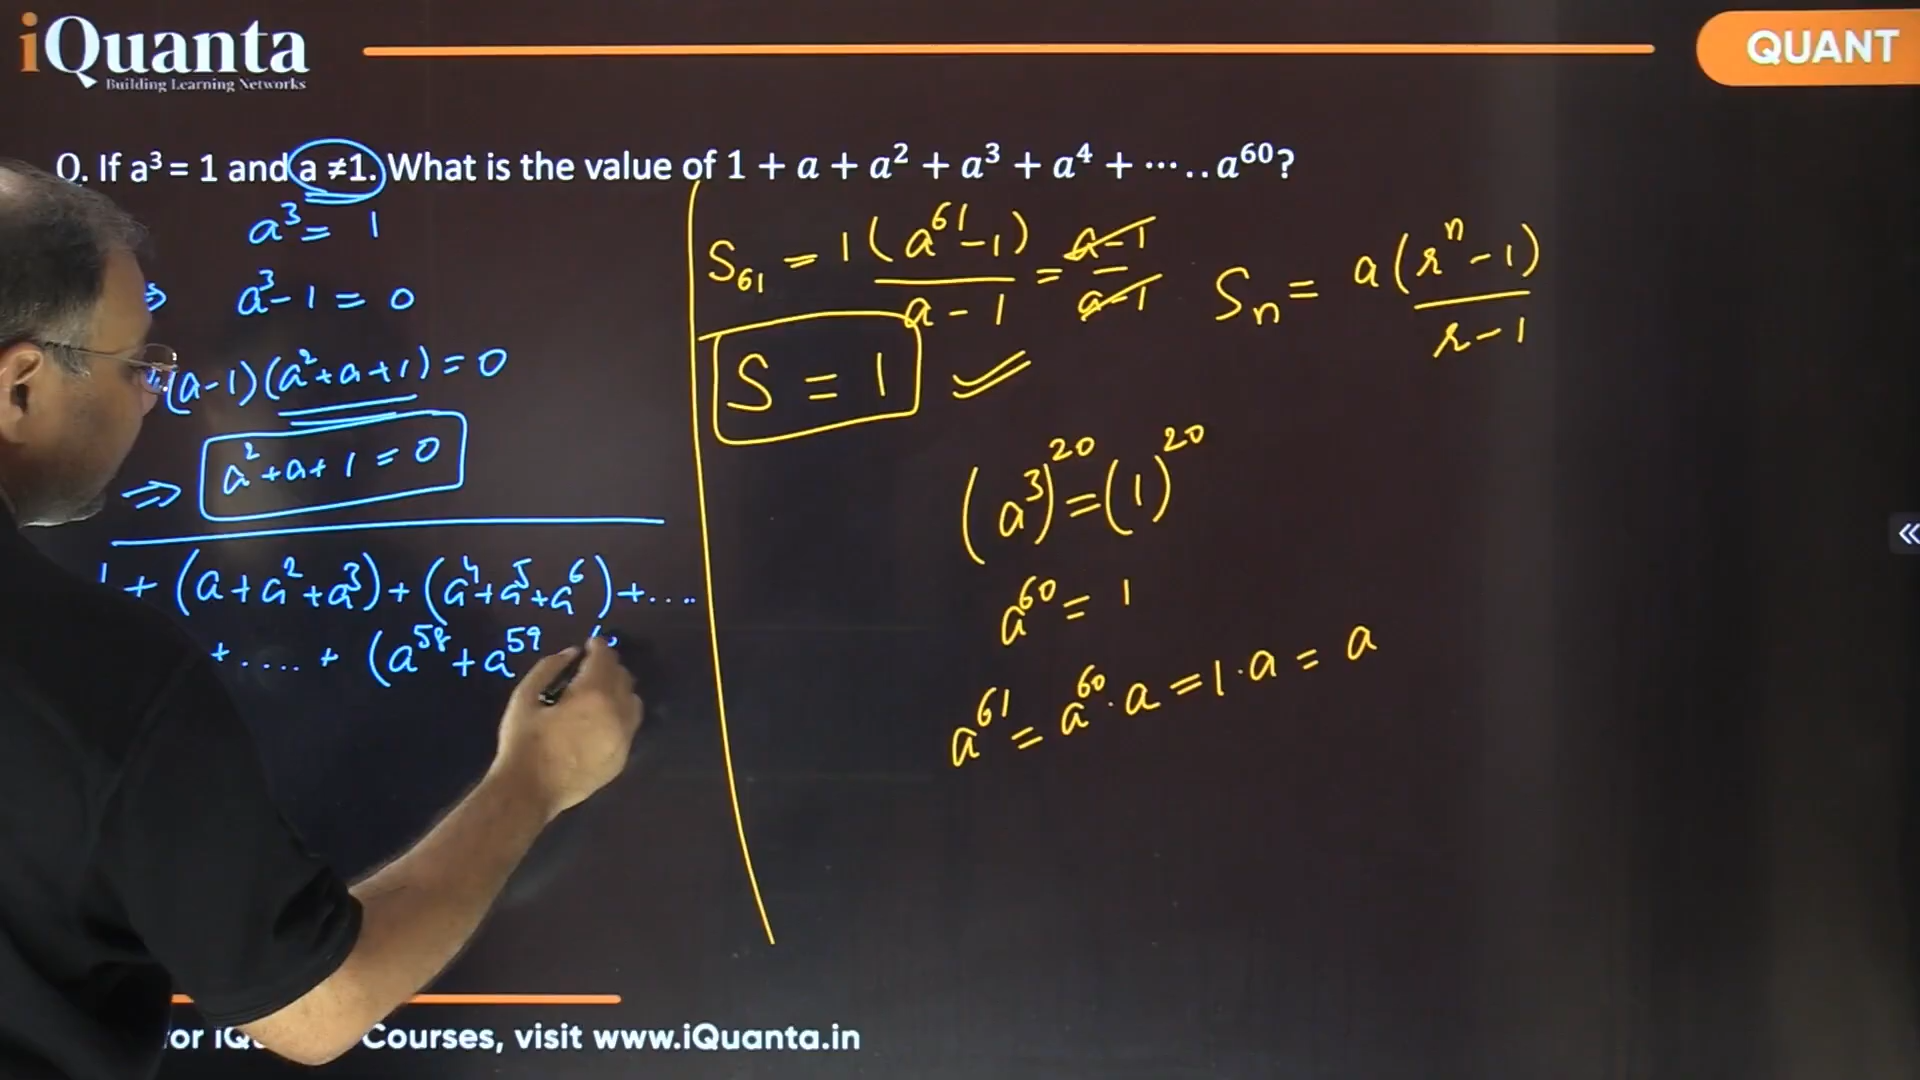 iQuanta
Building Learning Networks
QUANT
Q. If a³ = 1 and a ≠1. What is the value of 1 + a + a² + a³ + a⁴ + ⋯ . . a⁶⁰?
a³ = 1
⇒ a³ - 1 = 0
(a-1)(a²+a+1) = 0
⇒ a²+a+1 = 0
1 + (a+a²+a³) + (a⁴+a⁵+a⁶) + ....
+ .... + (a⁵⁸ + a⁵⁹
S₆₁ = 1(a⁶¹-1)/(a-1) = (a-1)/(a-1)
Sₙ = a(rⁿ-1)/(r-1)
S = 1
(a³)²⁰ = (1)²⁰
a⁶⁰ = 1
a⁶¹ = a⁶⁰ · a = 1 · a = a
Courses, visit www.iQuanta.in